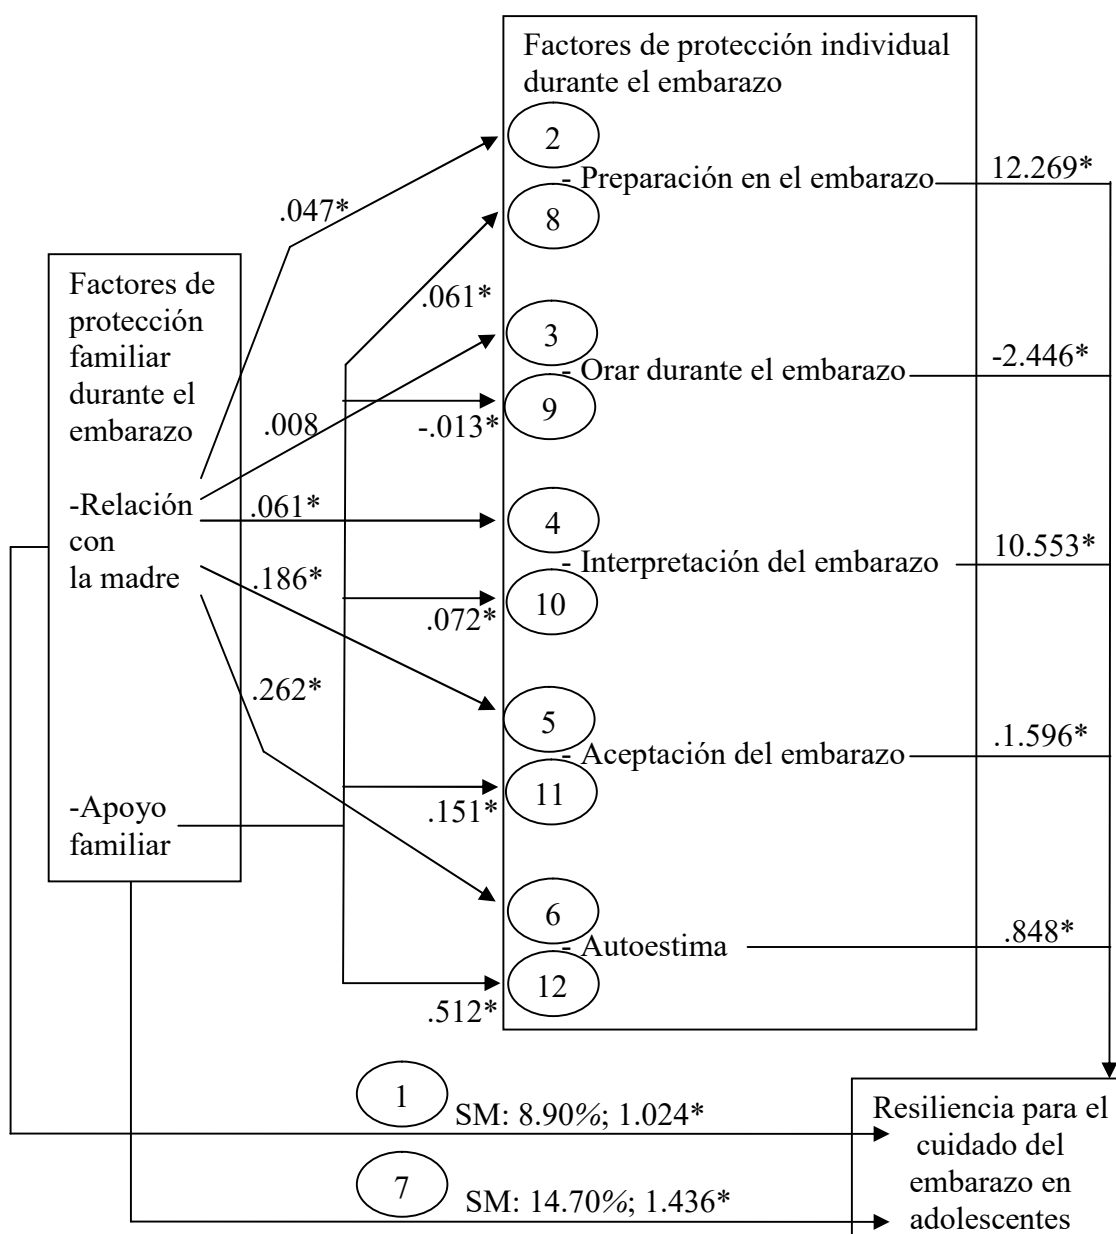 Factores de protección individual
durante el embarazo
2
- Preparación en el embarazo
12.269*
8
.047*
.061*
Factores de
protección
familiar
durante el
embarazo
-Relación
con
la madre
-Apoyo
familiar
3
- Orar durante el embarazo
-2.446*
9
.008
-.013*
4
- Interpretación del embarazo
10.553*
10
.061*
.072*
5
- Aceptación del embarazo
.1.596*
11
.186*
.151*
6
- Autoestima
.848*
12
.262*
.512*
1
SM: 8.90%; 1.024*
7
SM: 14.70%; 1.436*
Resiliencia para el
cuidado del
embarazo en
adolescentes